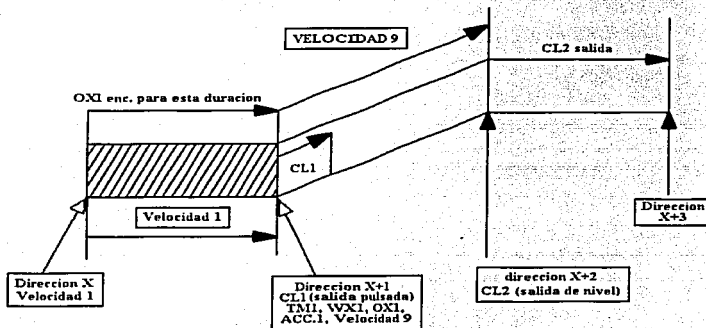 VELOCIDAD 9
CL2 salida
OX1 enc. para esta duracion
CL1
Velocidad 1
Direccion
X+3
Direccion X
Velocidad 1
Direccion X+1
CL1 (salida pulsada)
TM1, WX1, OX1,
ACC.1, Velocidad 9
direccion X+2
CL2 (salida de nivel)